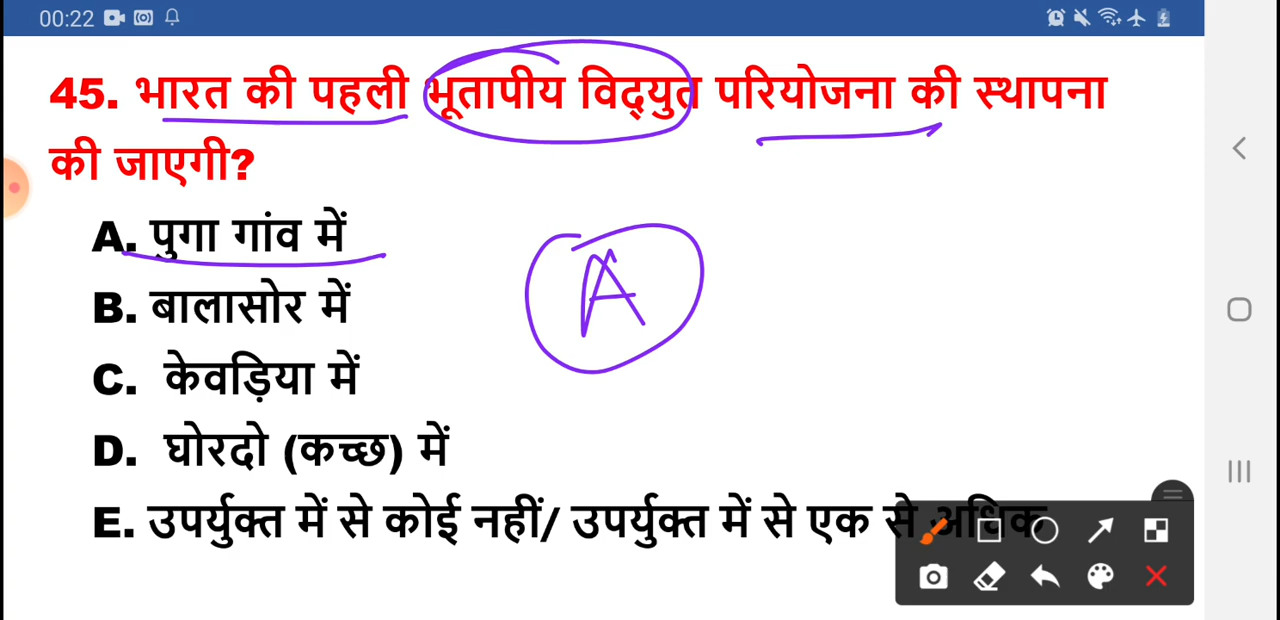 00:22
45. भारत की पहली भूतापीय विद्युत परियोजना की स्थापना
की जाएगी?
A. पुगा गांव में
A
B. बालासोर में
C. केवड़िया में
D. घोरदो (कच्छ) में
E. उपर्युक्त में से कोई नहीं/ उपर्युक्त में से एक से अधिक